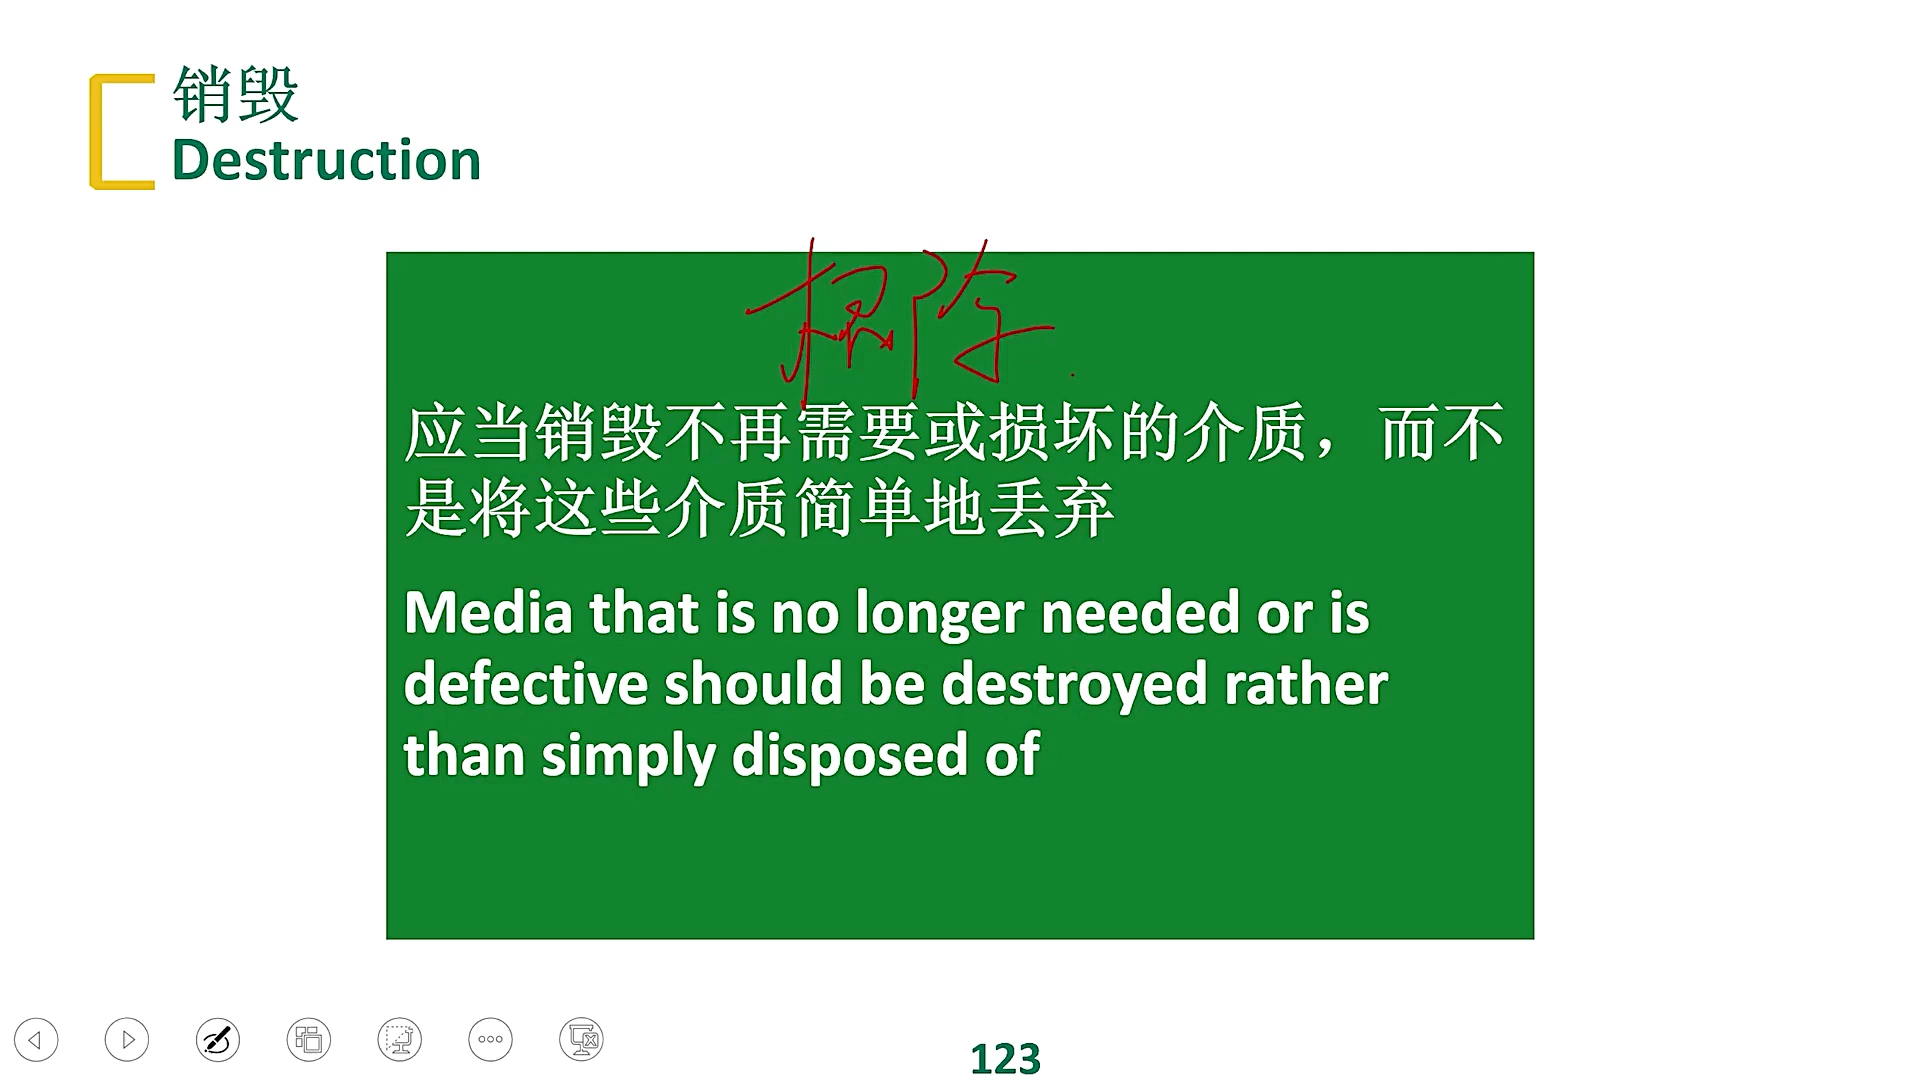 销毁
Destruction
应当销毁不再需要或损坏的介质，而不
是将这些介质简单地丢弃
Media that is no longer needed or is
defective should be destroyed rather
than simply disposed of
123